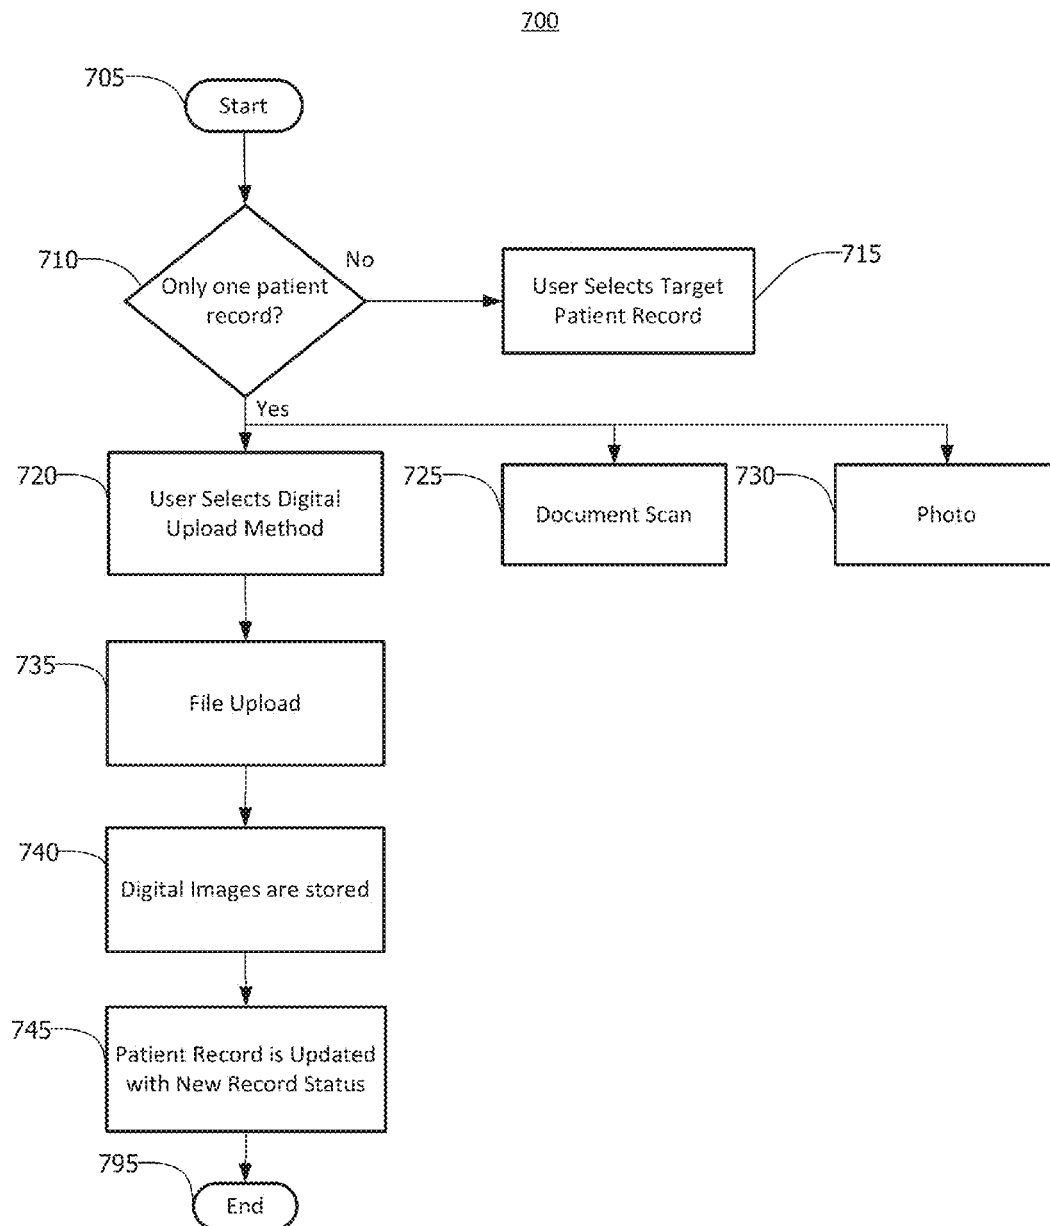 700
705
Start
710
Only one patient
record?
No
User Selects Target
Patient Record
715
Yes
720
User Selects Digital
Upload Method
725
Document Scan
730
Photo
735
File Upload
740
Digital Images are stored
745
Patient Record is Updated
with New Record Status
795
End